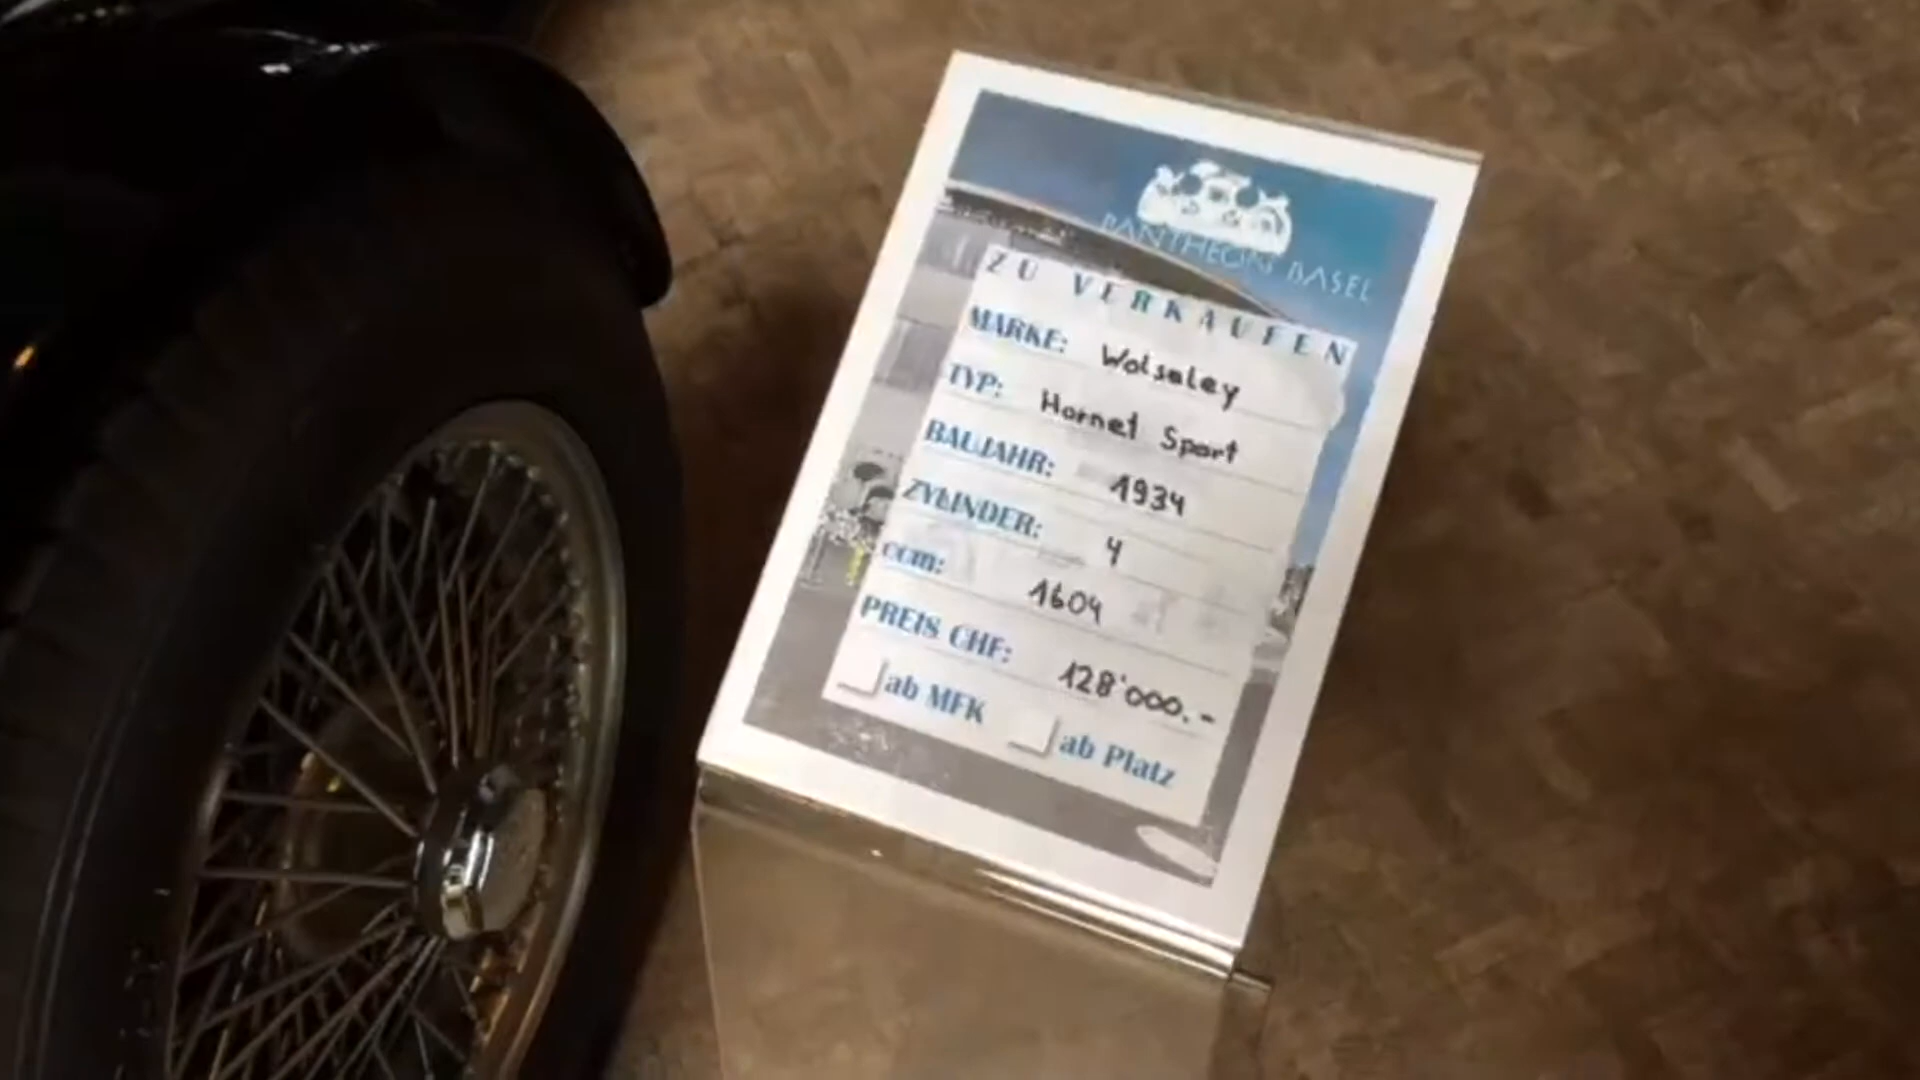 PANTHEON BASEL
ZU VERKAUFEN
MARKE: Wolseley
TYP: Hornet Sport
BAUJAHR: 1934
ZYLINDER: 4
ccm: 1604
PREIS CHF: 128'000.-
ab MFK ab Platz